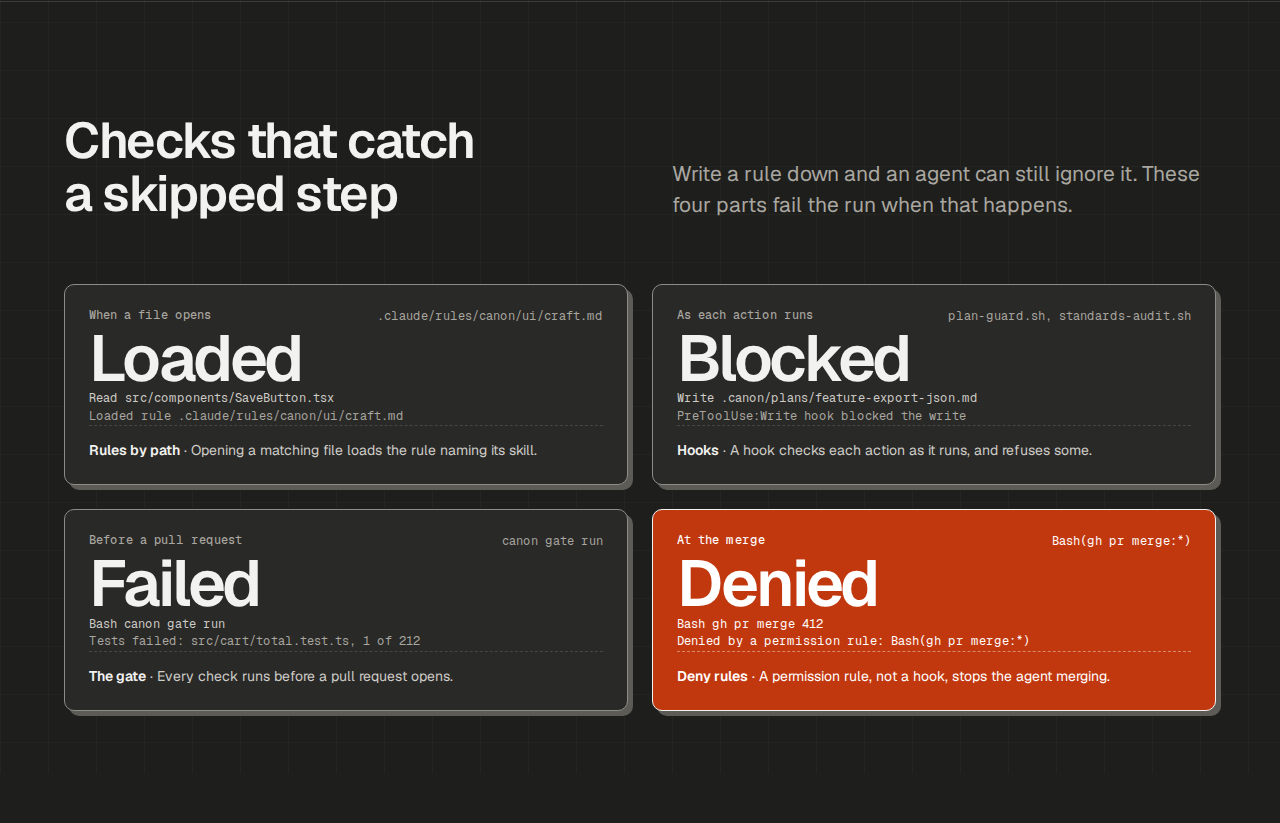 Checks that catch
a skipped step
Write a rule down and an agent can still ignore it. These
four parts fail the run when that happens.
When a file opens
.claude/rules/canon/ui/craft.md
Loaded
Read src/components/SaveButton.tsx
Loaded rule .claude/rules/canon/ui/craft.md
Rules by path · Opening a matching file loads the rule naming its skill.
As each action runs
plan-guard.sh, standards-audit.sh
Blocked
Write .canon/plans/feature-export-json.md
PreToolUse:Write hook blocked the write
Hooks · A hook checks each action as it runs, and refuses some.
Before a pull request
canon gate run
Failed
Bash canon gate run
Tests failed: src/cart/total.test.ts, 1 of 212
The gate · Every check runs before a pull request opens.
At the merge
Bash(gh pr merge:*)
Denied
Bash gh pr merge 412
Denied by a permission rule: Bash(gh pr merge:*)
Deny rules · A permission rule, not a hook, stops the agent merging.